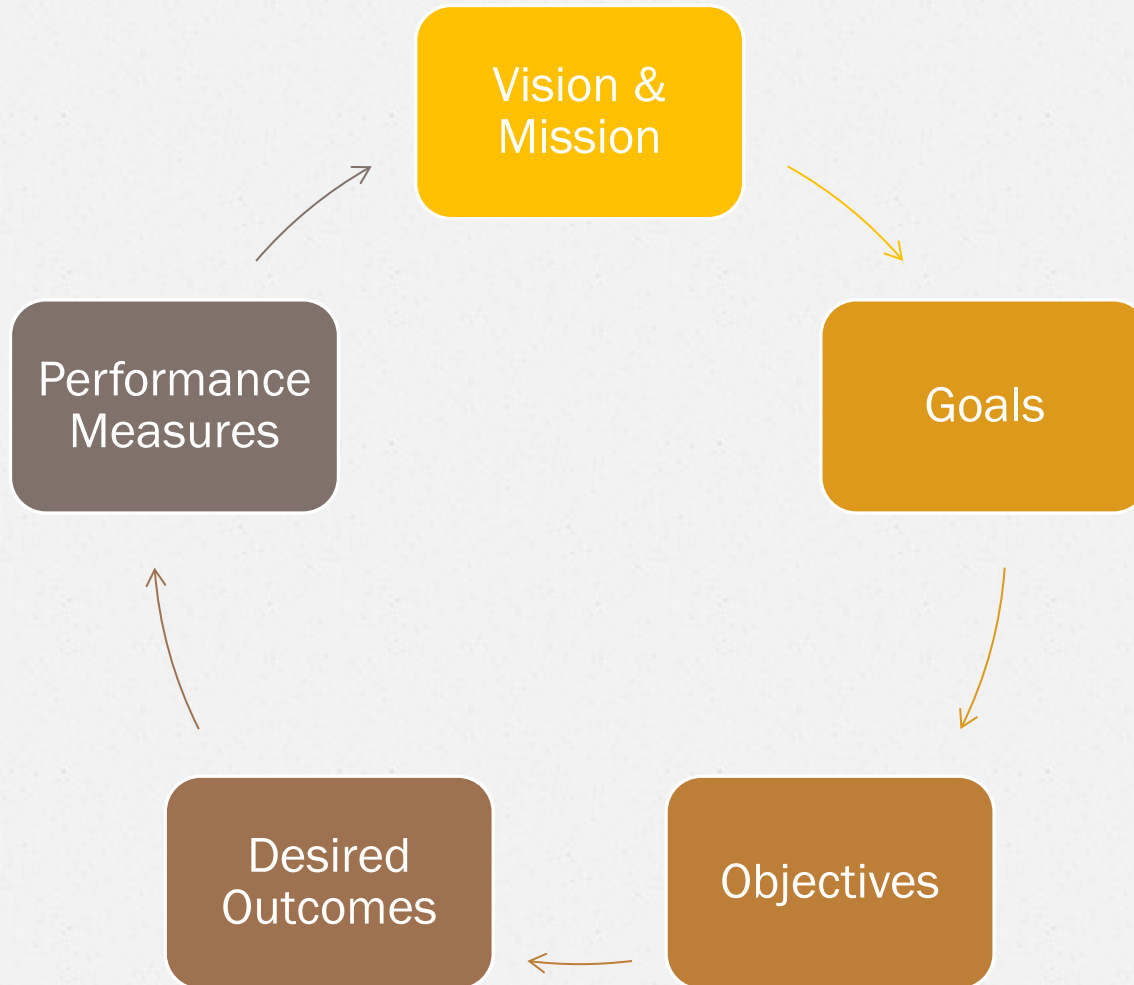 Vision &
Mission
Goals
Objectives
Desired
Outcomes
Performance
Measures